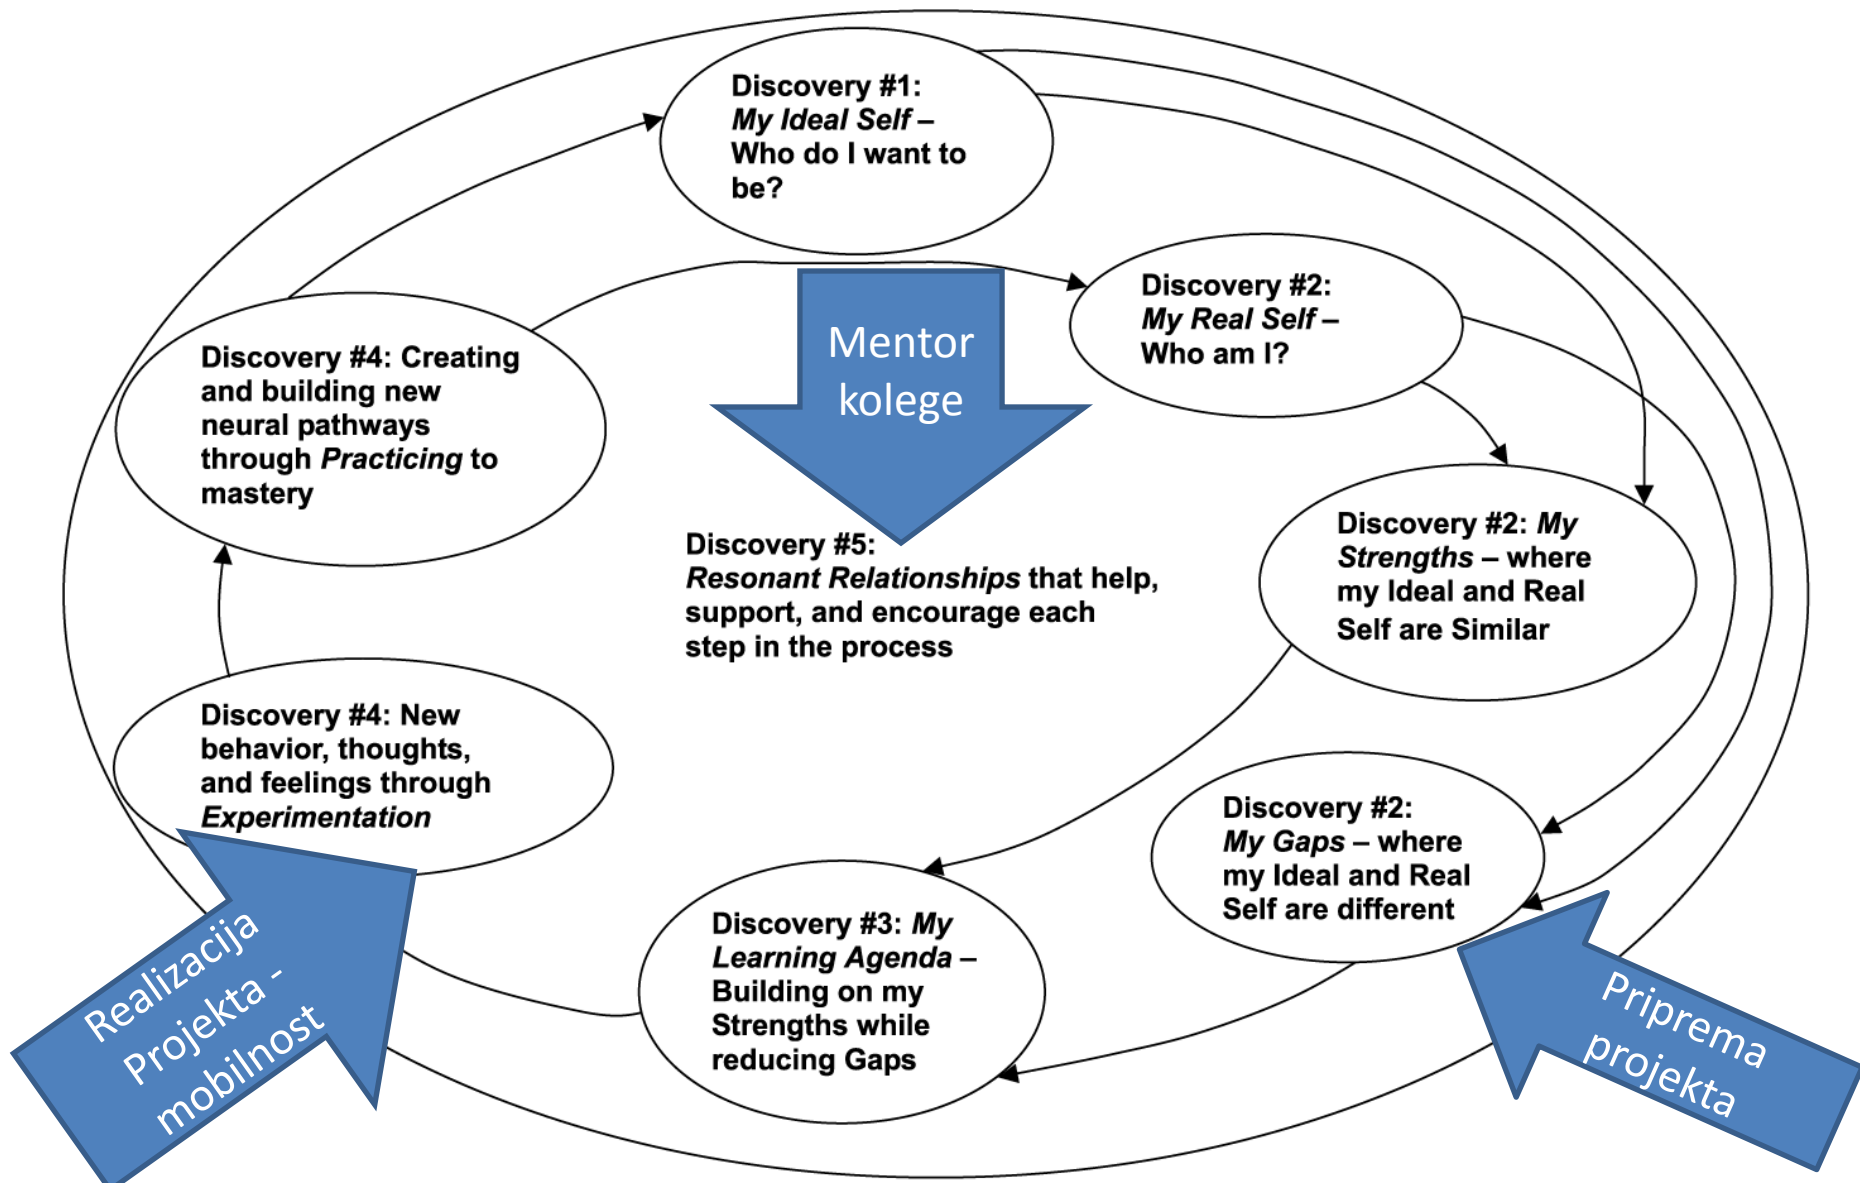 Discovery #1:
My Ideal Self –
Who do I want to
be?
Discovery #2:
My Real Self –
Who am I?
Mentor
kolege
Discovery #4: Creating
and building new
neural pathways
through Practicing to
mastery
Discovery #2: My
Strengths – where
my Ideal and Real
Self are Similar
Discovery #5:
Resonant Relationships that help,
support, and encourage each
step in the process
Discovery #4: New
behavior, thoughts,
and feelings through
Experimentation
Discovery #2:
My Gaps – where
my Ideal and Real
Self are different
Discovery #3: My
Learning Agenda –
Building on my
Strengths while
reducing Gaps
Realizacija
Projekta -
mobilnost
Priprema
projekta